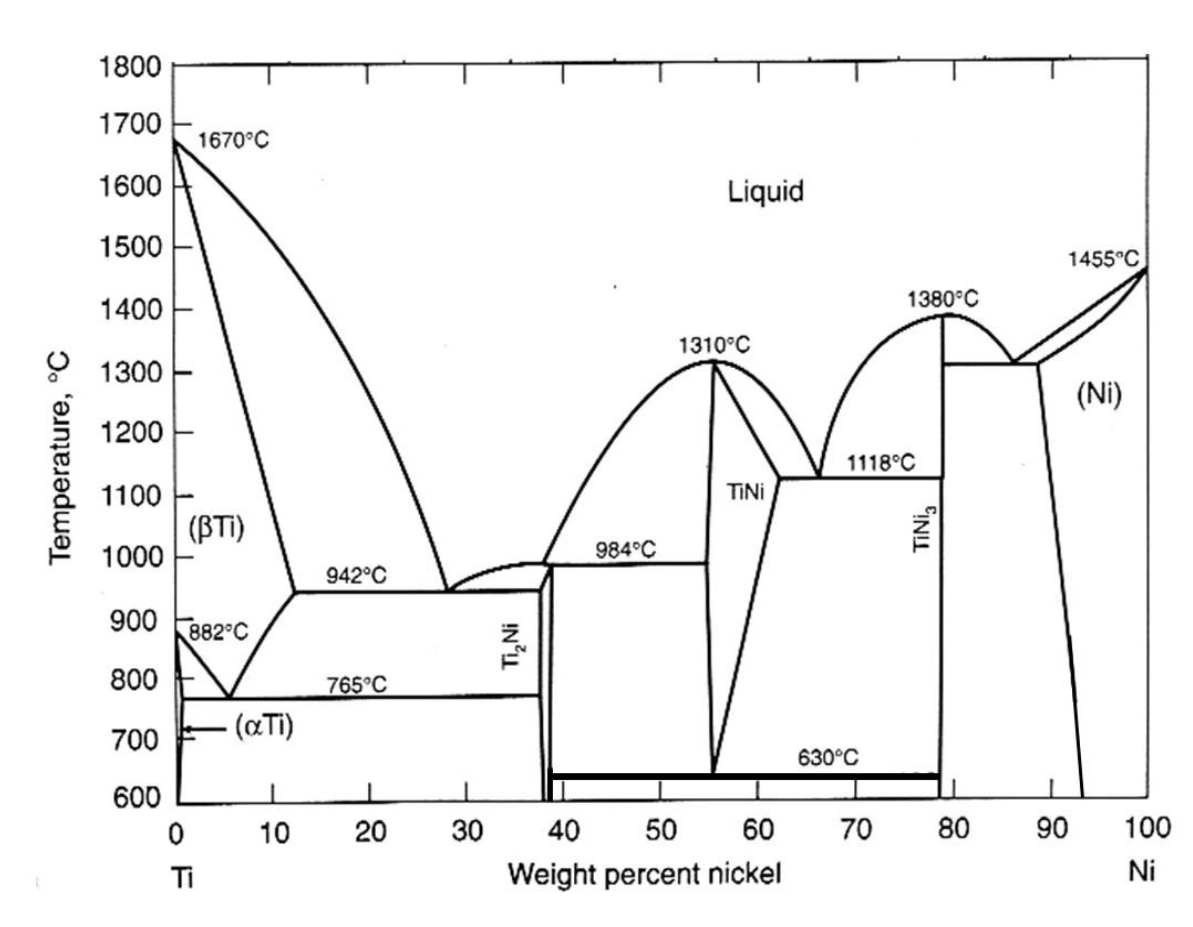 1800
1700
1670°C
1600
Liquid
1500
1455°C
1400
1380°C
1310°C
1300
(Ni)
1200
1118°C
TiNi
1100
TiNi₃
(βTi)
1000
984°C
942°C
900
882°C
Ti₂Ni
800
765°C
(αTi)
700
630°C
600
Temperature, °C
0 10 20 30 40 50 60 70 80 90 100
Ti Weight percent nickel Ni